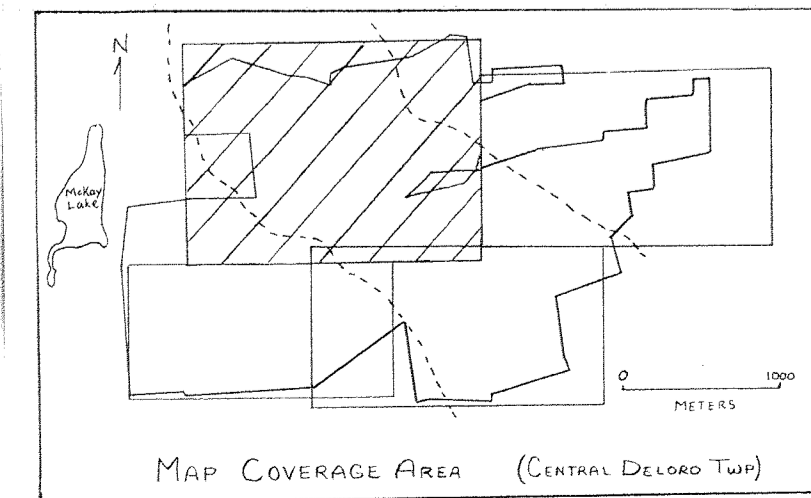 N
McKay
Lake
0 1000
METERS
MAP COVERAGE AREA (CENTRAL DELORO TWP)